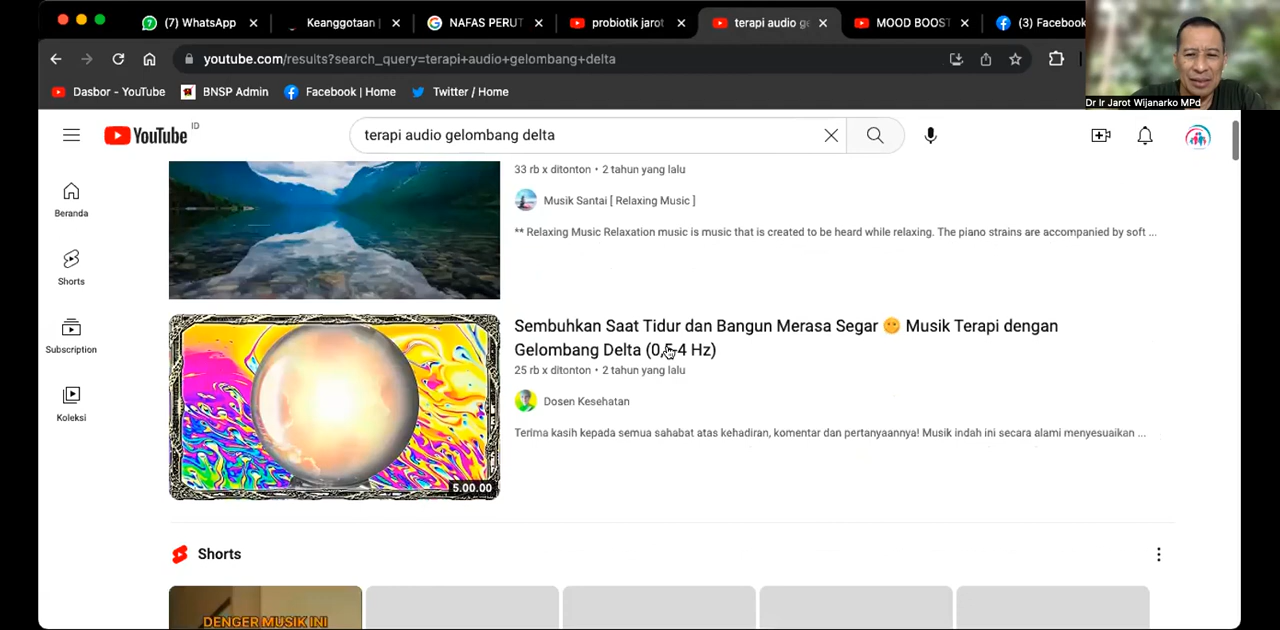 (7) WhatsApp
Keanggotaan |
NAFAS PERUT
probiotik jarot
terapi audio ge
MOOD BOOST
(3) Facebook
youtube.com/results?search_query=terapi+audio+gelombang+delta
Dasbor - YouTube
BNSP Admin
Facebook | Home
Twitter / Home
Dr Ir Jarot Wijanarko MPd
YouTube ID
terapi audio gelombang delta
Beranda
Shorts
Subscription
Koleksi
33 rb x ditonton • 2 tahun yang lalu
Musik Santai [ Relaxing Music ]
** Relaxing Music Relaxation music is music that is created to be heard while relaxing. The piano strains are accompanied by soft ...
Sembuhkan Saat Tidur dan Bangun Merasa Segar 🌞 Musik Terapi dengan
Gelombang Delta (0,5-4 Hz)
25 rb x ditonton • 2 tahun yang lalu
Dosen Kesehatan
Terima kasih kepada semua sahabat atas kehadiran, komentar dan pertanyaannya! Musik indah ini secara alami menyesuaikan ...
5.00.00
Shorts
DENGER MUSIK INI